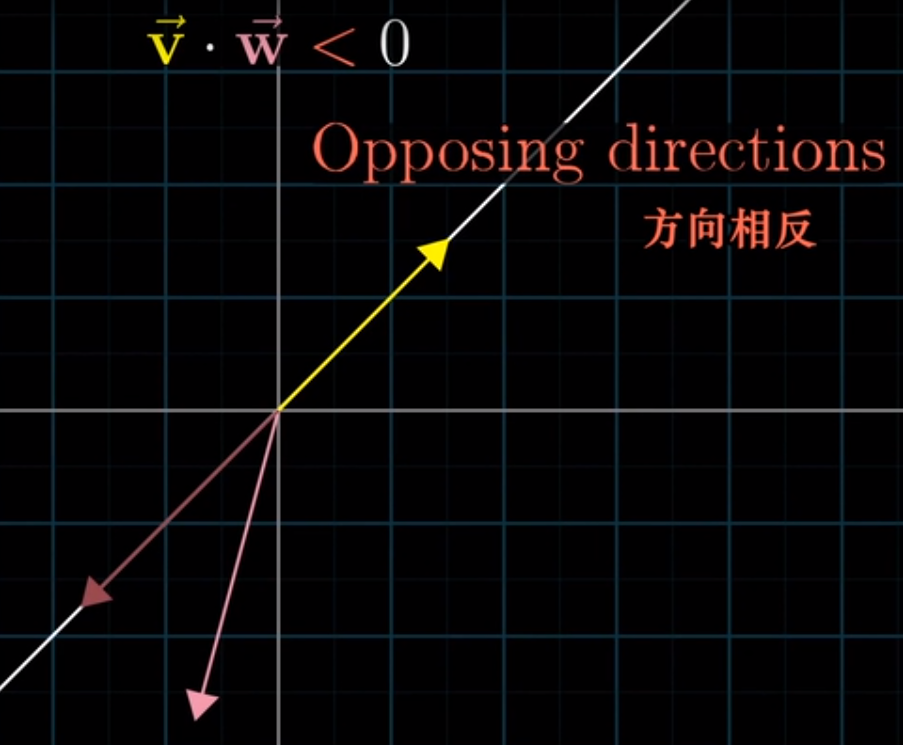 v⃗ · w⃗ < 0
Opposing directions
方向相反